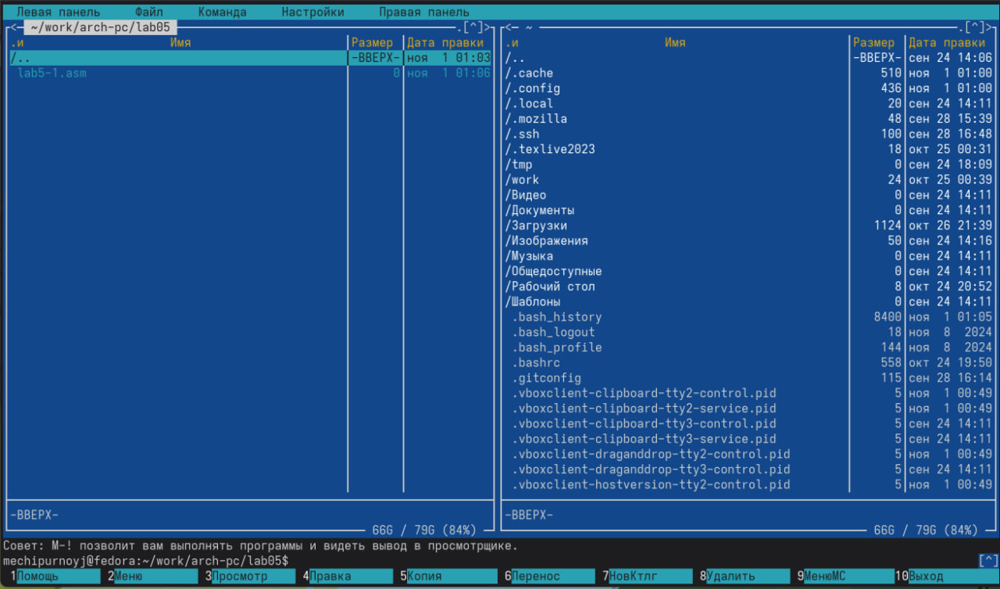 Левая панель Файл Команда Настройки Правая панель
<— ~/work/arch-pc/lab05 .[^]>
.и Имя Размер Дата правки
/.. -ВВЕРХ- ноя 1 01:03
lab5-1.asm 0 ноя 1 01:06
-ВВЕРХ-
66G / 79G (84%)
<— ~ .[^]>
.и Имя Размер Дата правки
/.. -ВВЕРХ- сен 24 14:06
/.cache 510 ноя 1 01:00
/.config 436 ноя 1 01:00
/.local 20 сен 24 14:11
/.mozilla 48 сен 28 15:39
/.ssh 100 сен 28 16:48
/.texlive2023 18 окт 25 00:31
/tmp 0 сен 24 18:09
/work 24 окт 25 00:39
/Видео 0 сен 24 14:11
/Документы 0 сен 24 14:11
/Загрузки 1124 окт 26 21:39
/Изображения 50 сен 24 14:16
/Музыка 0 сен 24 14:11
/Общедоступные 0 сен 24 14:11
/Рабочий стол 8 окт 24 20:52
/Шаблоны 0 сен 24 14:11
.bash_history 8400 ноя 1 01:05
.bash_logout 18 ноя 8 2024
.bash_profile 144 ноя 8 2024
.bashrc 558 окт 24 19:50
.gitconfig 115 сен 28 16:14
.vboxclient-clipboard-tty2-control.pid 5 ноя 1 00:49
.vboxclient-clipboard-tty2-service.pid 5 ноя 1 00:49
.vboxclient-clipboard-tty3-control.pid 5 сен 24 14:11
.vboxclient-clipboard-tty3-service.pid 5 сен 24 14:11
.vboxclient-draganddrop-tty2-control.pid 5 ноя 1 00:49
.vboxclient-draganddrop-tty3-control.pid 5 сен 24 14:11
.vboxclient-hostversion-tty2-control.pid 5 ноя 1 00:49
-ВВЕРХ-
66G / 79G (84%)
Совет: M-! позволит вам выполнять программы и видеть вывод в просмотрщике.
mechipurnoyj@fedora:~/work/arch-pc/lab05$ [^]
1Помощь 2Меню 3Просмотр 4Правка 5Копия 6Перенос 7НовКтлг 8Удалить 9МенюMC 10Выход